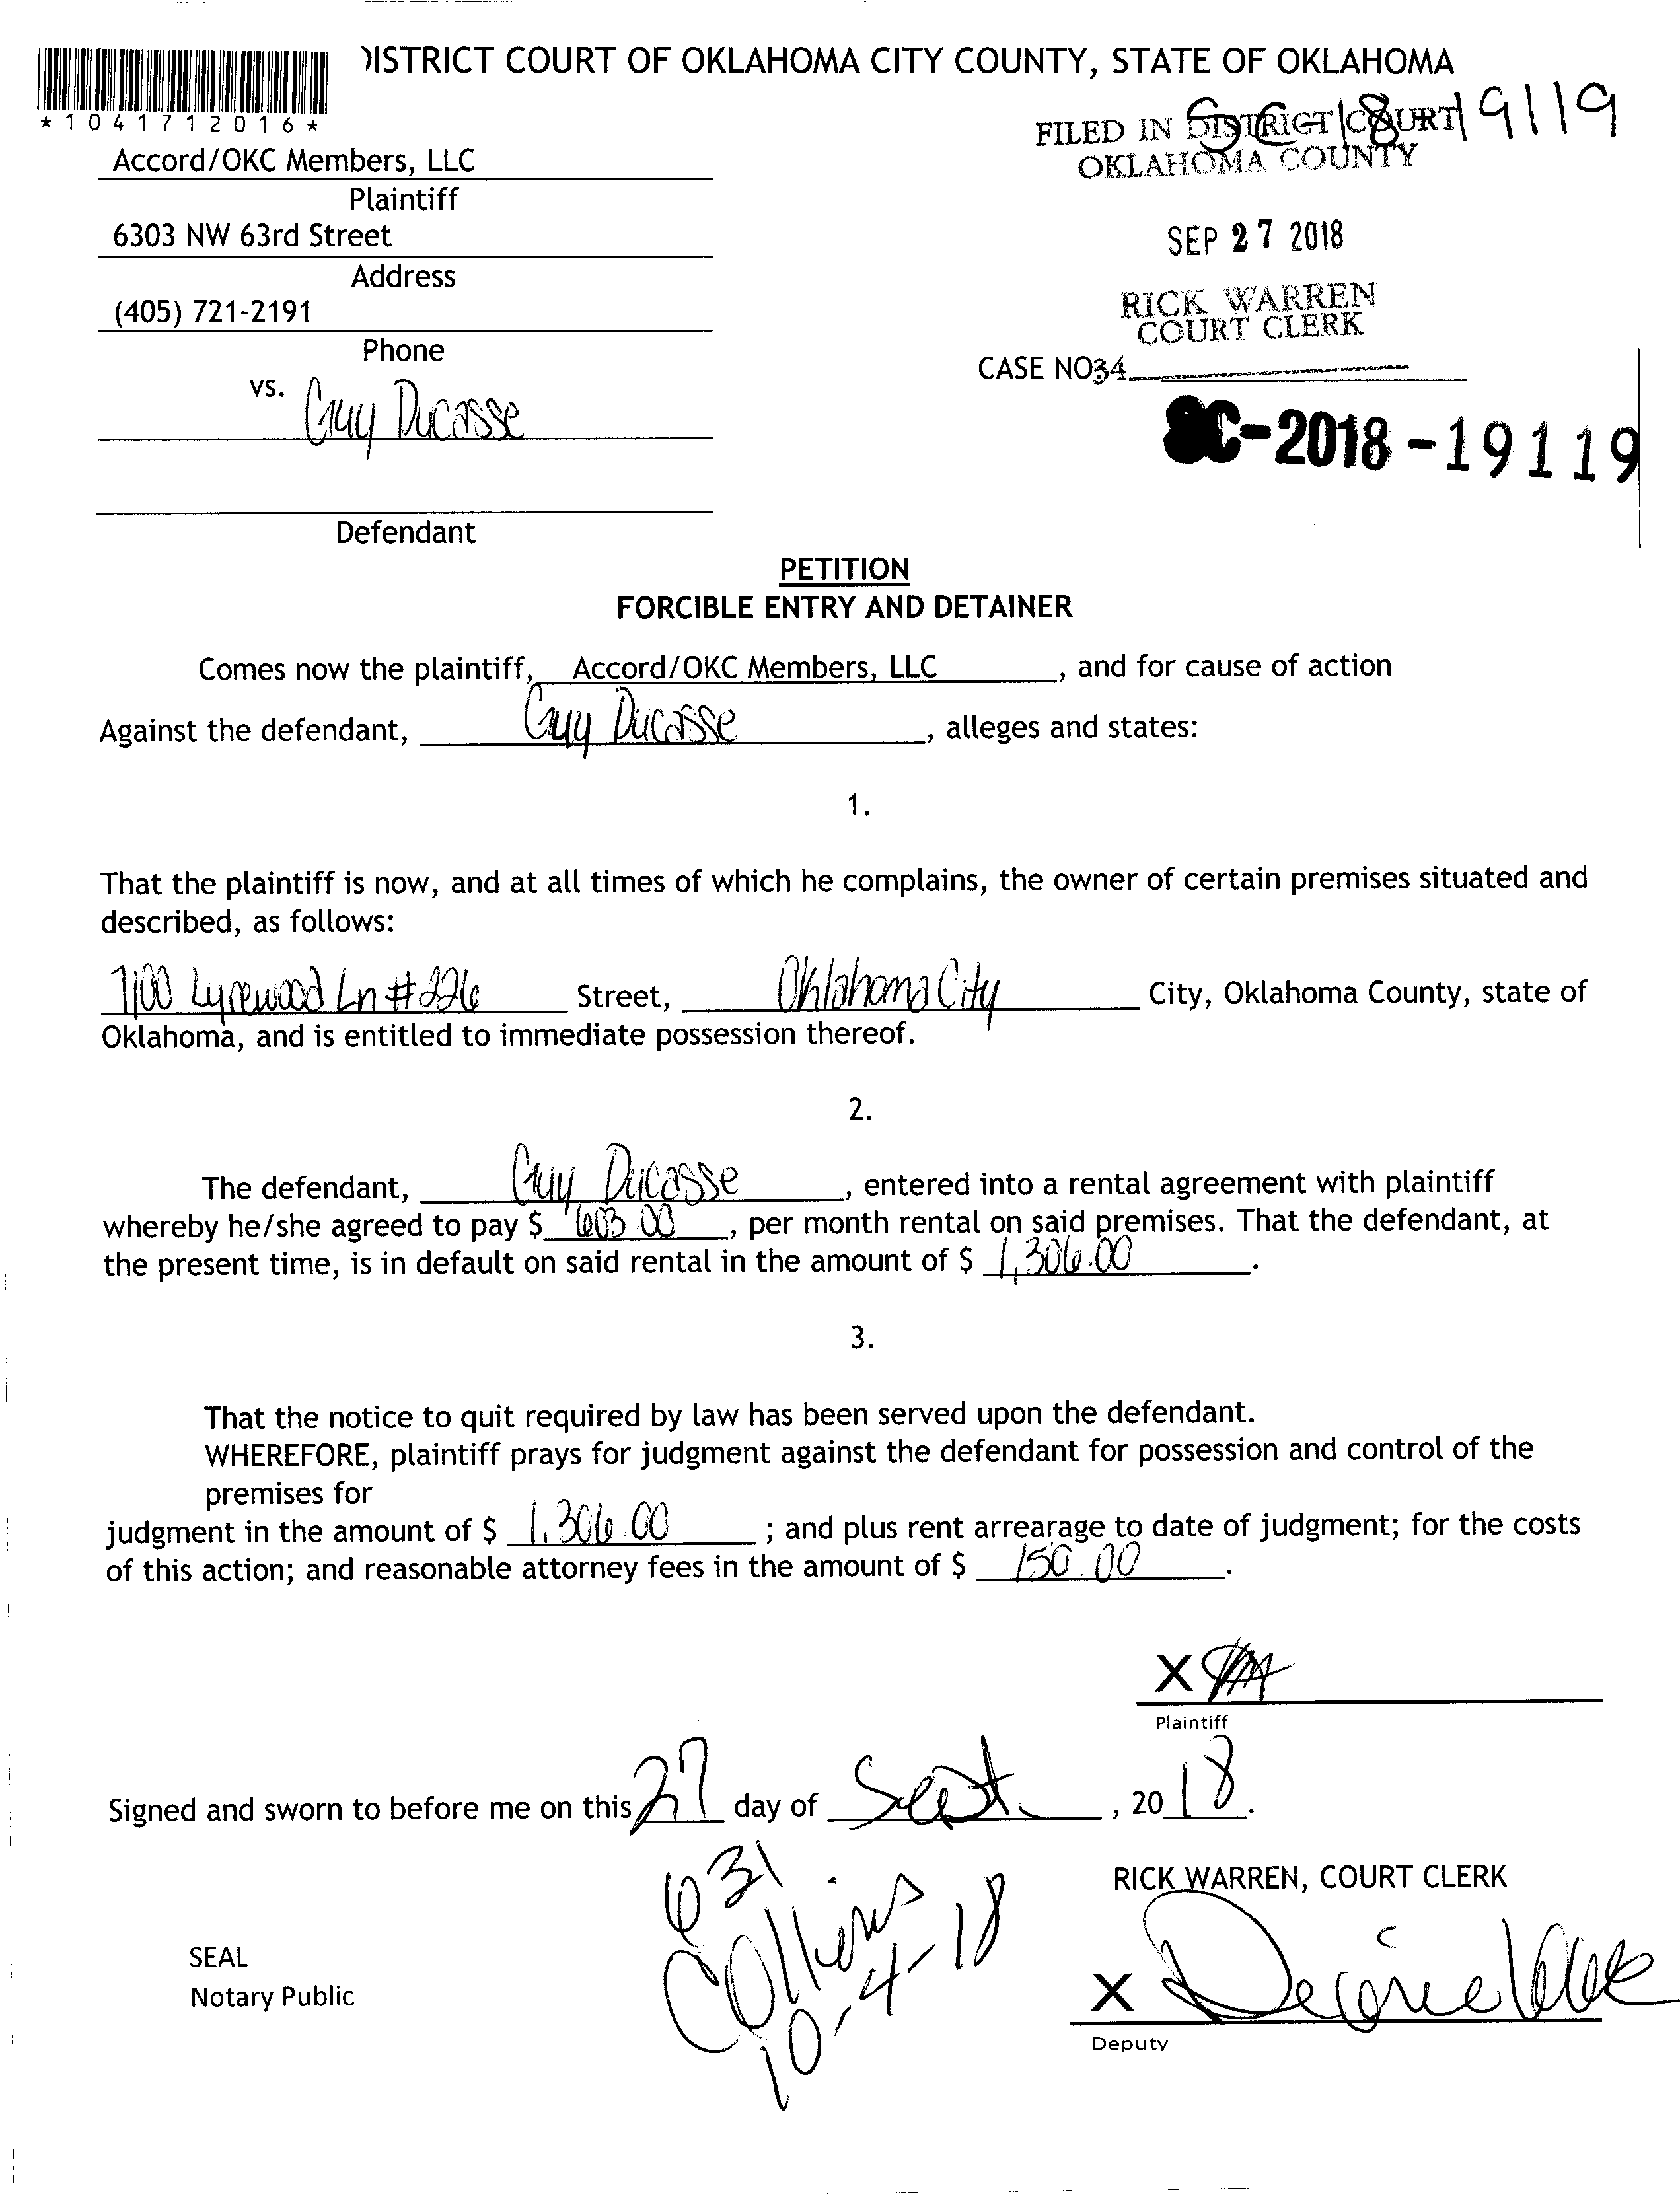 DISTRICT COURT OF OKLAHOMA CITY COUNTY, STATE OF OKLAHOMA
*1041712016*
SC 18 19119
FILED IN DISTRICT COURT
OKLAHOMA COUNTY
Accord/OKC Members, LLC
Plaintiff
6303 NW 63rd Street
SEP 27 2018
Address
(405) 721-2191
RICK WARREN
COURT CLERK
Phone
CASE NO
34
vs. Guy Ducasse
SC-2018-19119
Defendant
PETITION
FORCIBLE ENTRY AND DETAINER
Comes now the plaintiff, Accord/OKC Members, LLC, and for cause of action
Against the defendant, Guy Ducasse, alleges and states:
1.
That the plaintiff is now, and at all times of which he complains, the owner of certain premises situated and
described, as follows:
7100 Lyrewood Ln #226 Street, Oklahoma City City, Oklahoma County, state of
Oklahoma, and is entitled to immediate possession thereof.
2.
The defendant, Guy Ducasse, entered into a rental agreement with plaintiff
whereby he/she agreed to pay $ 603.00, per month rental on said premises. That the defendant, at
the present time, is in default on said rental in the amount of $ 1,306.00.
3.
That the notice to quit required by law has been served upon the defendant.
WHEREFORE, plaintiff prays for judgment against the defendant for possession and control of the
premises for
judgment in the amount of $ 1,306.00; and plus rent arrearage to date of judgment; for the costs
of this action; and reasonable attorney fees in the amount of $ 150.00.
X
Plaintiff
Signed and sworn to before me on this 27 day of Sept., 2018.
631
Collins
10-4-18
RICK WARREN, COURT CLERK
SEAL
Notary Public
X
Deputy